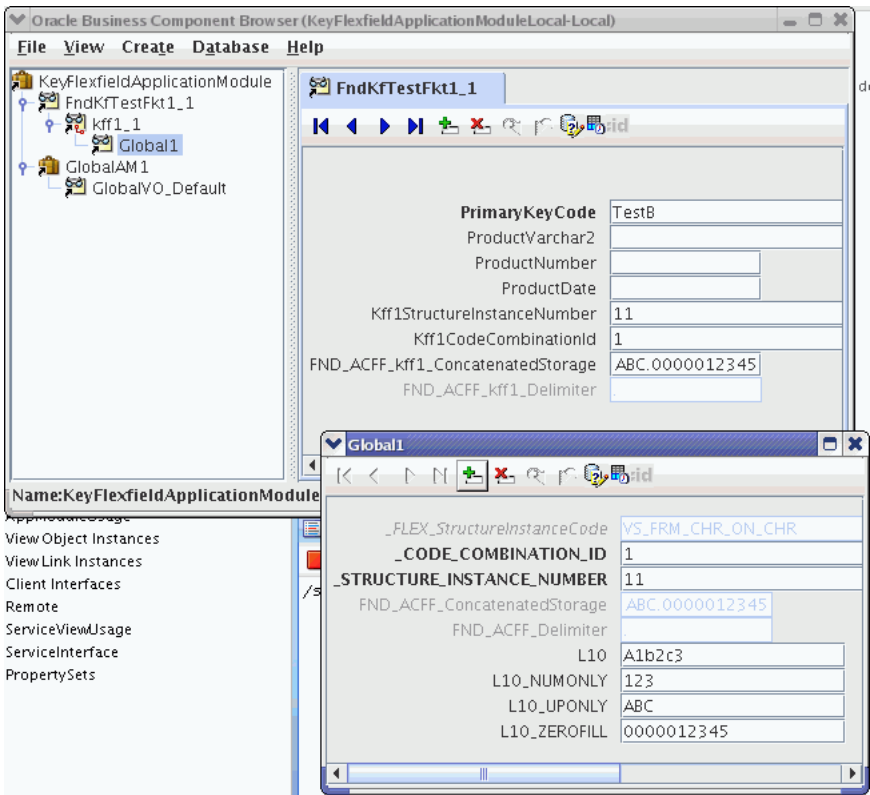 Oracle Business Component Browser (KeyFlexfieldApplicationModuleLocal-Local)
File View Create Database Help
KeyFlexfieldApplicationModule
FndKfTestFkt1_1
kff1_1
Global1
GlobalAM1
GlobalVO_Default
FndKfTestFkt1_1
:id
PrimaryKeyCode TestB
ProductVarchar2
ProductNumber
ProductDate
Kff1StructureInstanceNumber 11
Kff1CodeCombinationId 1
FND_ACFF_kff1_ConcatenatedStorage ABC.0000012345
FND_ACFF_kff1_Delimiter .
Name:KeyFlexfieldApplicationModule
Global1
:id
_FLEX_StructureInstanceCode VS_FRM_CHR_ON_CHR
_CODE_COMBINATION_ID 1
_STRUCTURE_INSTANCE_NUMBER 11
FND_ACFF_ConcatenatedStorage ABC.0000012345
FND_ACFF_Delimiter .
L10 A1b2c3
L10_NUMONLY 123
L10_UPONLY ABC
L10_ZEROFILL 0000012345
AppModuleUsage
View Object Instances
View Link Instances
Client Interfaces
Remote
ServiceViewUsage
ServiceInterface
PropertySets
/s